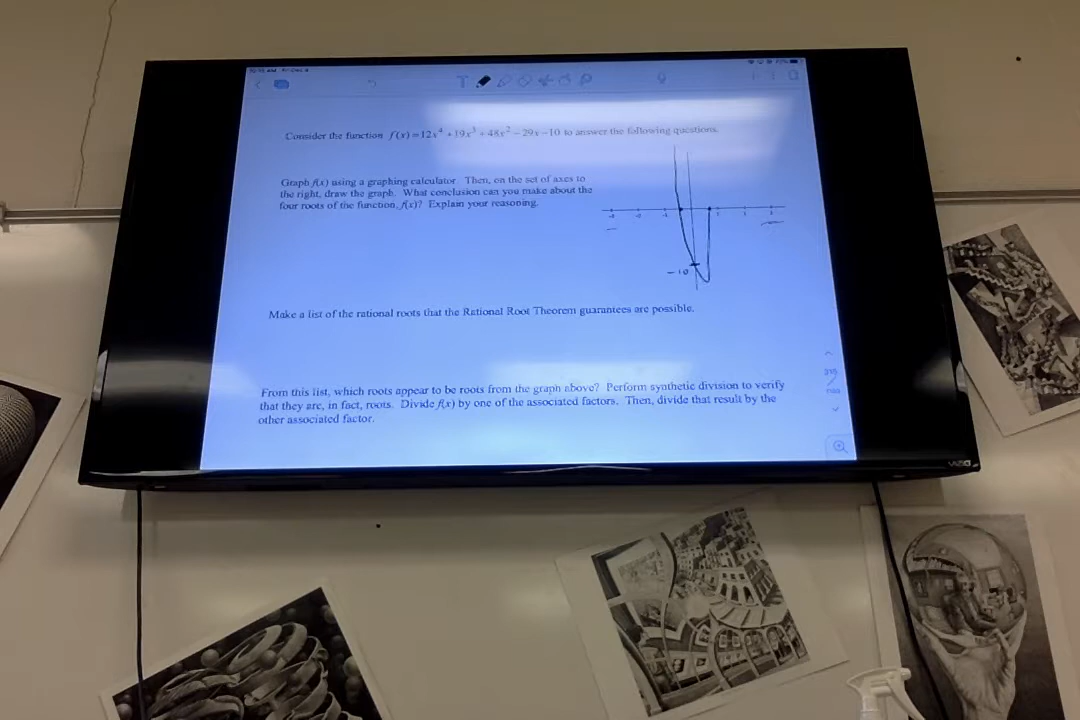 Consider the function f(x)=12x⁴+19x³+48x²-29x-10 to answer the following questions.
Graph f(x) using a graphing calculator. Then, on the set of axes to
the right, draw the graph. What conclusion can you make about the
four roots of the function, f(x)? Explain your reasoning.
-10
Make a list of the rational roots that the Rational Root Theorem guarantees are possible.
From this list, which roots appear to be roots from the graph above? Perform synthetic division to verify
that they are, in fact, roots. Divide f(x) by one of the associated factors. Then, divide that result by the
other associated factor.
VIZIO